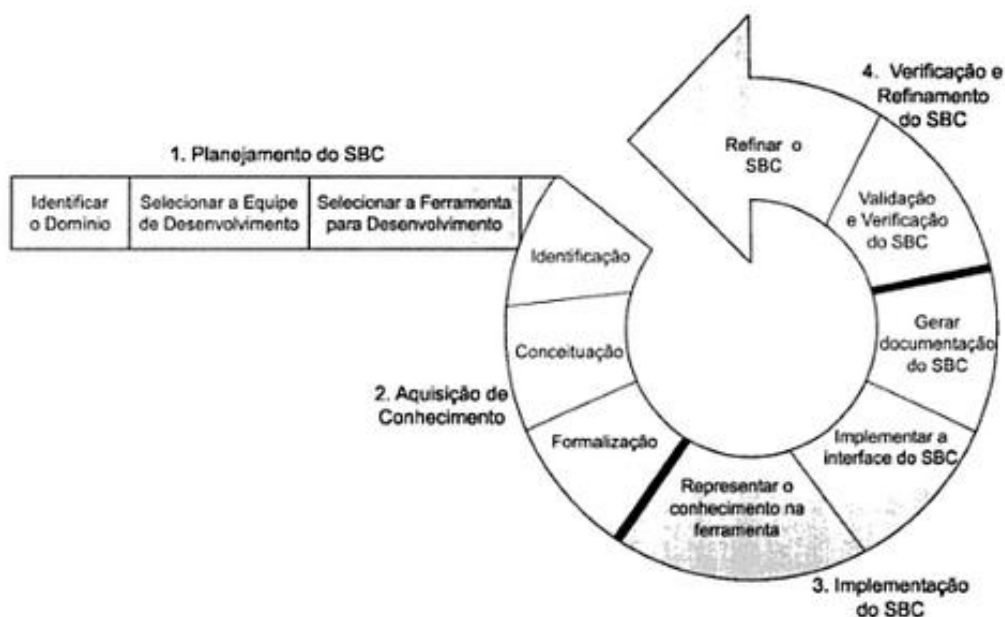 1. Planejamento do SBC
Identificar
o Domínio
Selecionar a Equipe
de Desenvolvimento
Selecionar a Ferramenta
para Desenvolvimento
2. Aquisição de
Conhecimento
Identificação
Conceituação
Formalização
3. Implementação
do SBC
Representar o
conhecimento na
ferramenta
Implementar a
interface do SBC
Gerar
documentação
do SBC
4. Verificação e
Refinamento
do SBC
Validação
e Verificação
do SBC
Refinar o
SBC